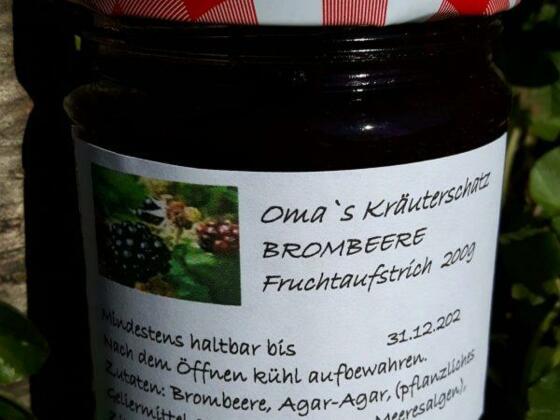 Oma`s Kräuterschatz
BROMBEERE
Fruchtaufstrich 200g
Mindestens haltbar bis 31.12.202
Nach dem Öffnen kühl aufbewahren.
Zutaten: Brombeere, Agar-Agar, (pflanzliches
Geliermittel Meeresalgen),